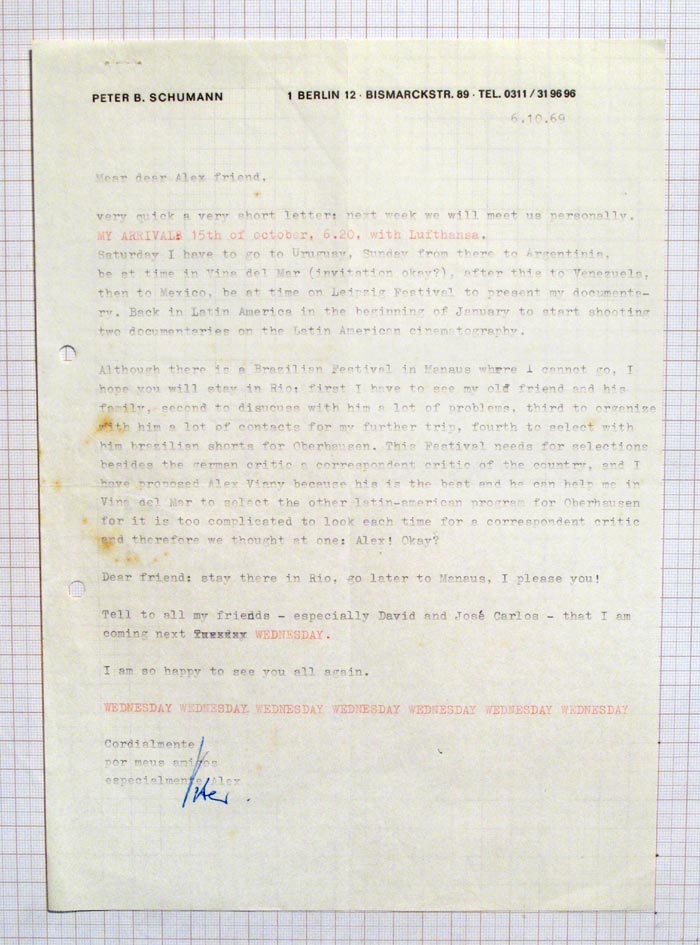 PETER B. SCHUMANN 1 BERLIN 12 · BISMARCKSTR. 89 · TEL. 0311 / 31 96 96
6.10.69
Mear dear Alex friend,
very quick a very short letter: next week we will meet us personally.
MY ARRIVAL: 15th of october, 6.20, with Lufthansa.
Saturday I have to go to Uruguay, Sunday from there to Argentinia,
be at time in Vina del Mar (invitation okay?), after this to Venezuela,
then to Mexico, be at time on Leipzig Festival to present my documenta-
ry. Back in Latin America in the beginning of January to start shooting
two documentaries on the Latin American cinematography.
Although there is a Brazilian Festival in Manaus where I cannot go, I
hope you will stay in Rio: first I have to see my old friend and his
family, second to disucuss with him a lot of problems, third to organize
with him a lot of contacts for my further trip, fourth to select with
him brazilian shorts for Oberhausen. This Festival needs for selections
besides the german critic a correspondent critic of the country, and I
have proposed Alex Viany because his is the best and he can help me in
Vina del Mar to select the other latin-american program for Oberhausen
for it is too complicated to look each time for a correspondent critic
and therefore we thought at one: Alex! Okay?
Dear friend: stay there in Rio, go later to Manaus, I please you!
Tell to all my friends - especially David and José Carlos - that I am
coming next WEDNESDAY.
I am so happy to see you all again.
WEDNESDAY WEDNESDAY WEDNESDAY WEDNESDAY WEDNESDAY WEDNESDAY WEDNESDAY
Cordialmente
por meus amigos
especialmente Alex
Peter.